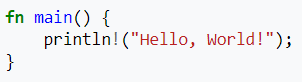 fn main() {
    println!("Hello, World!");
}